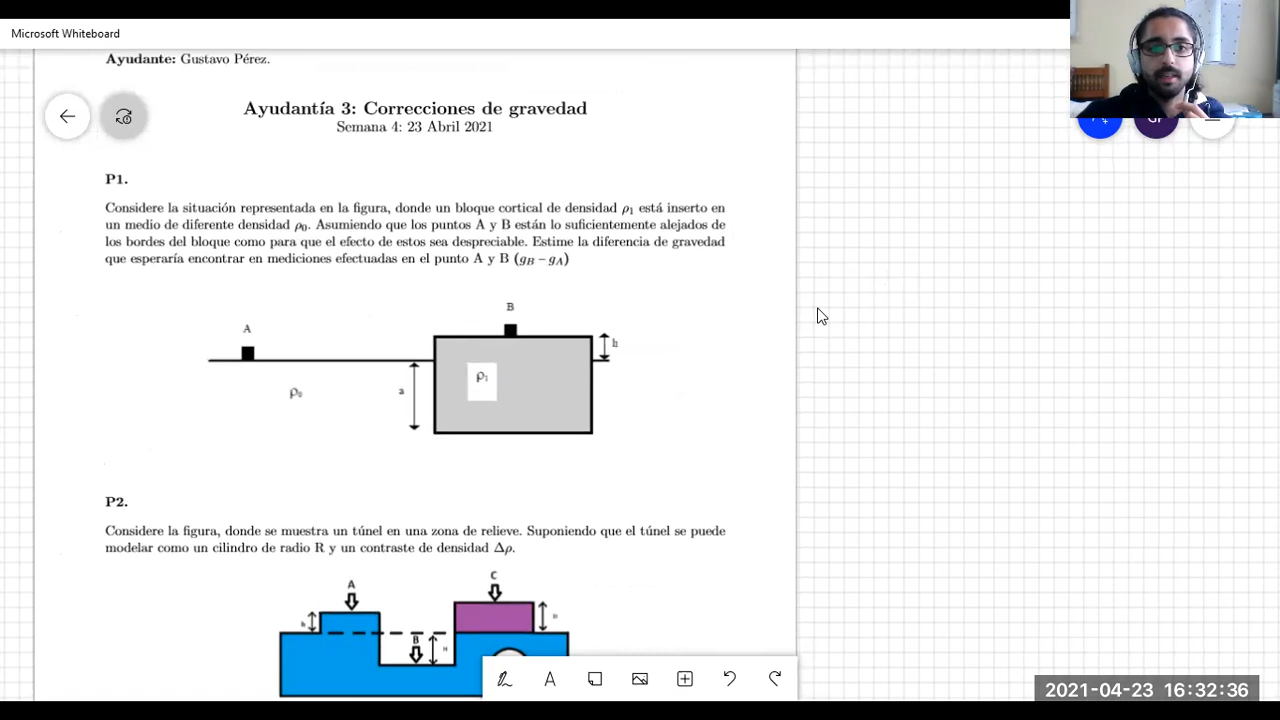 Microsoft Whiteboard
Ayudante: Gustavo Pérez.
Ayudantía 3: Correcciones de gravedad
Semana 4: 23 Abril 2021
P1.
Considere la situación representada en la figura, donde un bloque cortical de densidad ρ₁ está inserto en
un medio de diferente densidad ρ₀. Asumiendo que los puntos A y B están lo suficientemente alejados de
los bordes del bloque como para que el efecto de estos sea despreciable. Estime la diferencia de gravedad
que esperaría encontrar en mediciones efectuadas en el punto A y B (g_B − g_A)
B
A
h
ρ₁
ρ₀
a
P2.
Considere la figura, donde se muestra un túnel en una zona de relieve. Suponiendo que el túnel se puede
modelar como un cilindro de radio R y un contraste de densidad Δρ.
C
A
h
B
A
2021-04-23 16:32:36